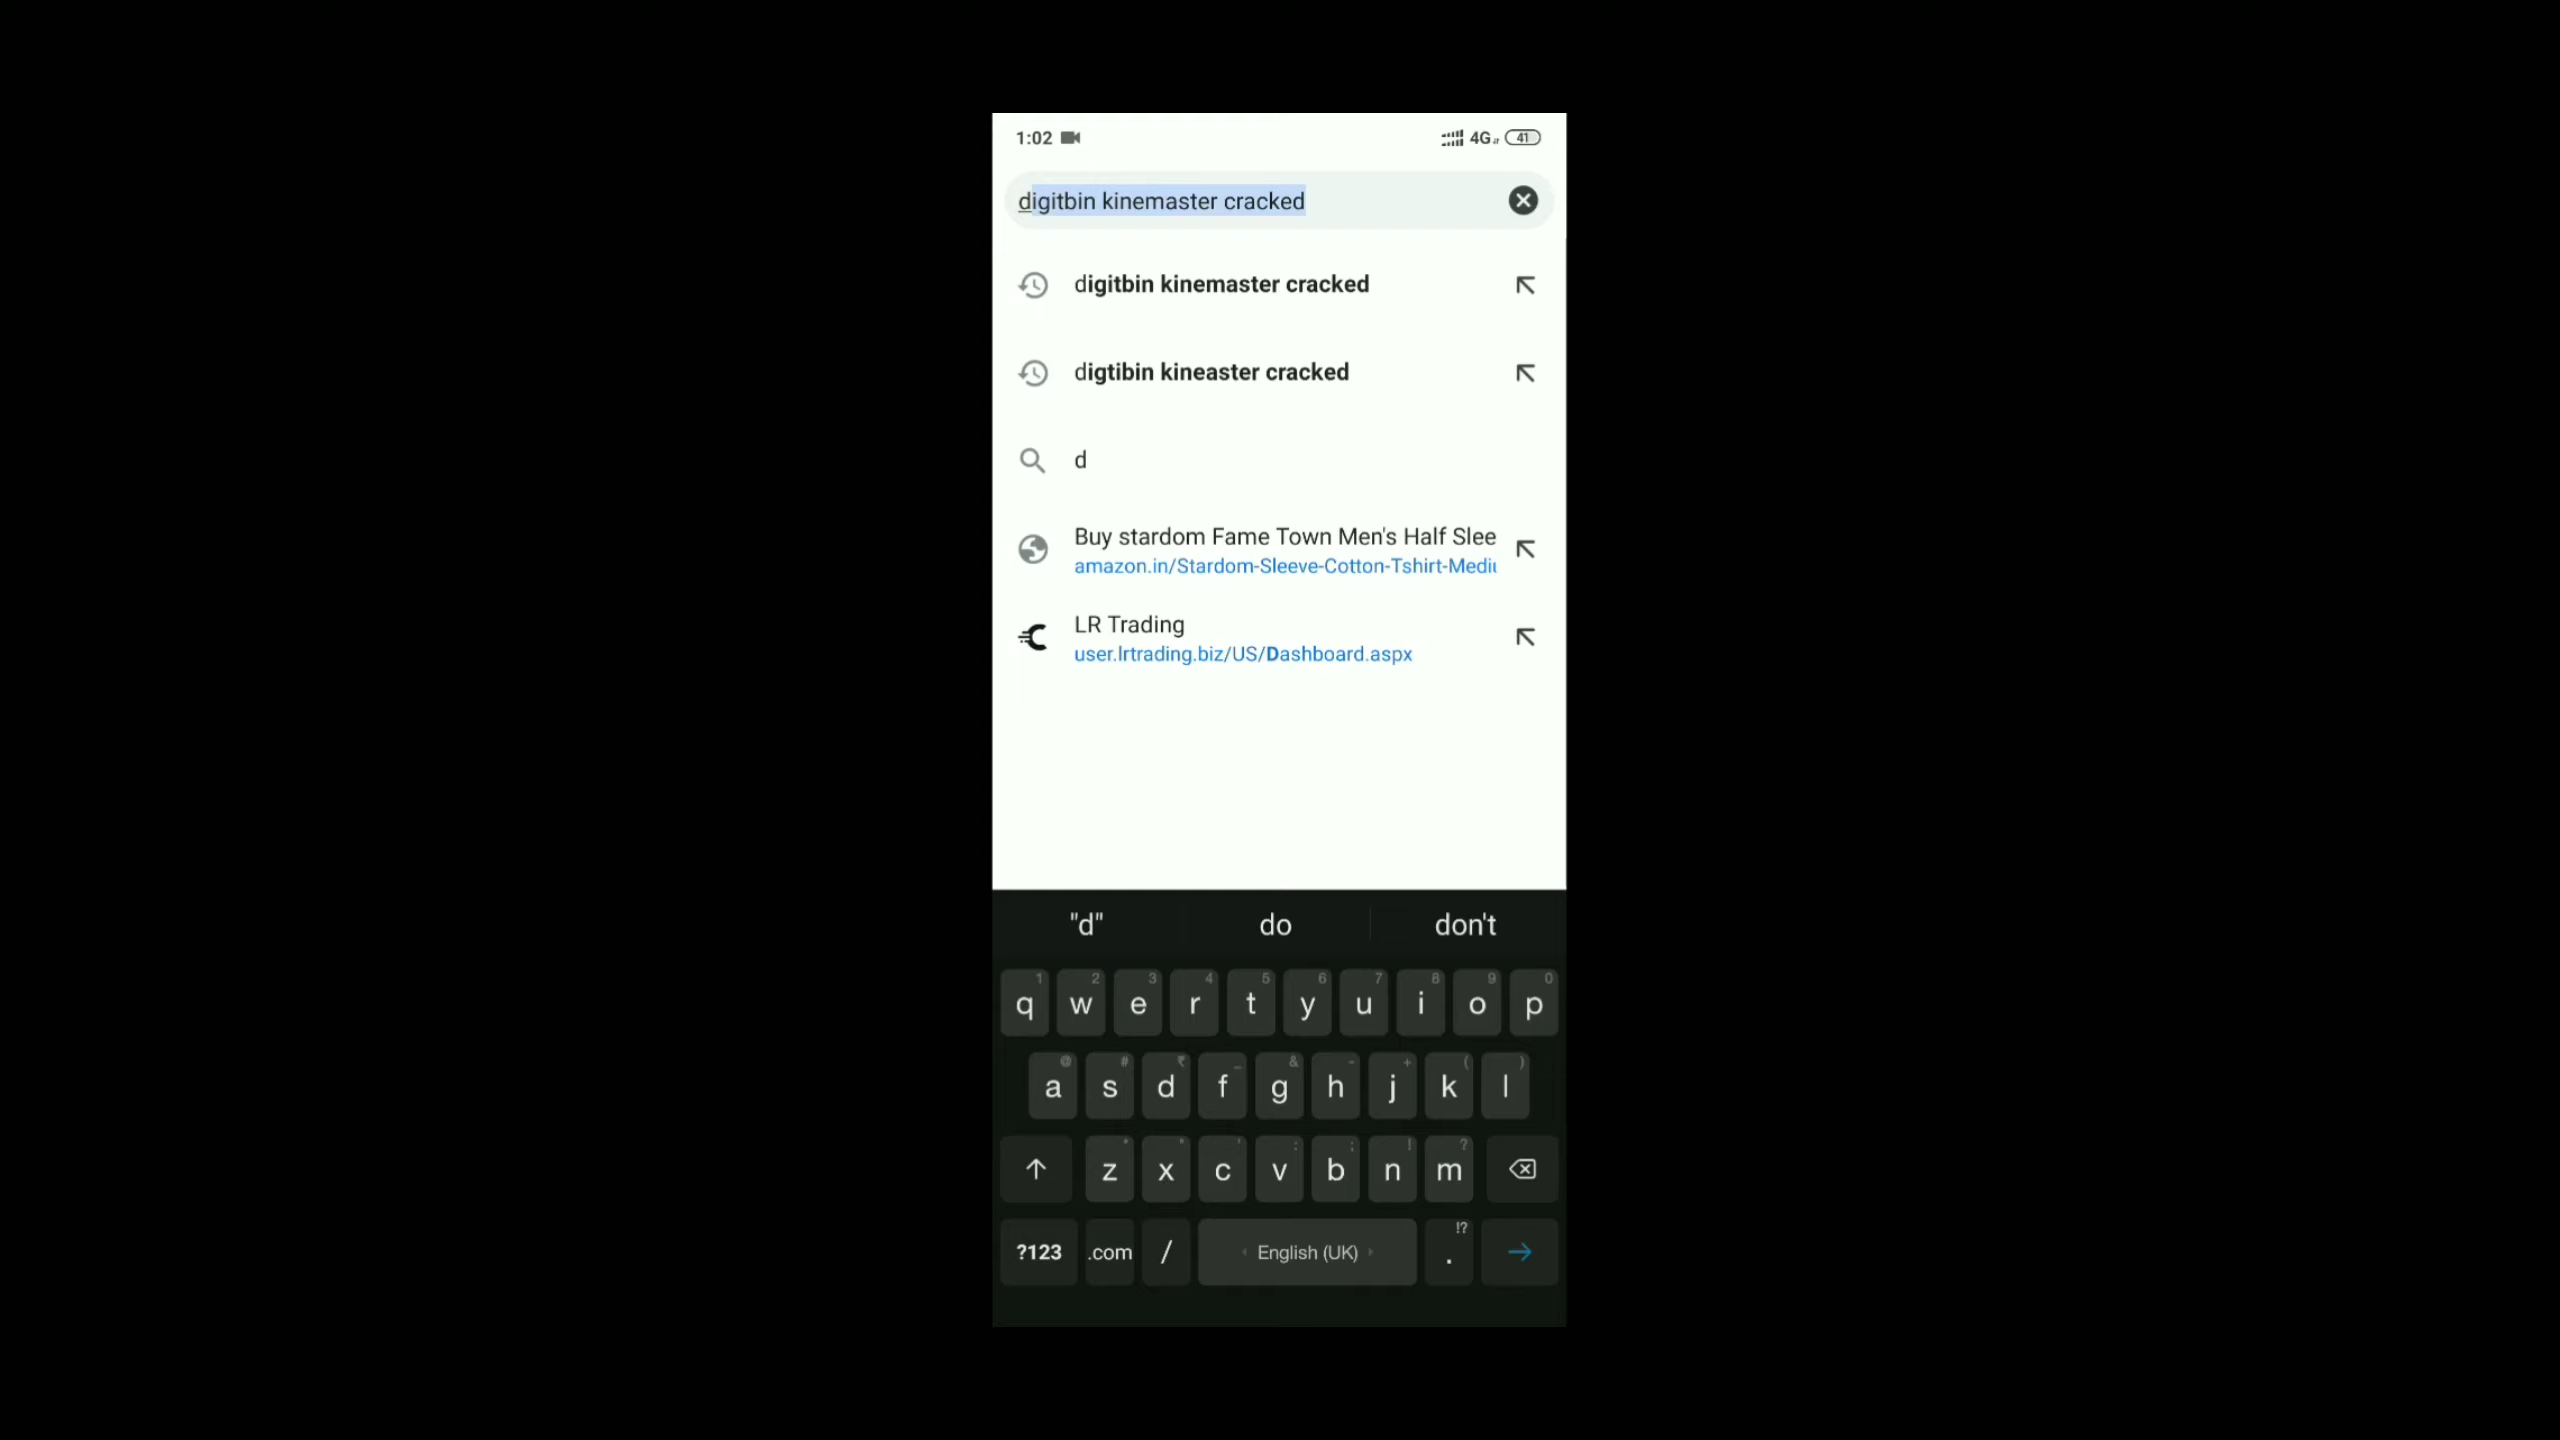 1:02 4G 41
digitbin kinemaster cracked
digitbin kinemaster cracked
digtibin kineaster cracked
d
Buy stardom Fame Town Men's Half Slee
amazon.in/Stardom-Sleeve-Cotton-Tshirt-Mediu
LR Trading
user.lrtrading.biz/US/Dashboard.aspx
"d" do don't
1 2 3 4 5 6 7 8 9 0
q w e r t y u i o p
@ # ₹ _ & - + ( )
a s d f g h j k l
* " ' : ; ! ?
z x c v b n m
!?
?123 .com / English (UK) .